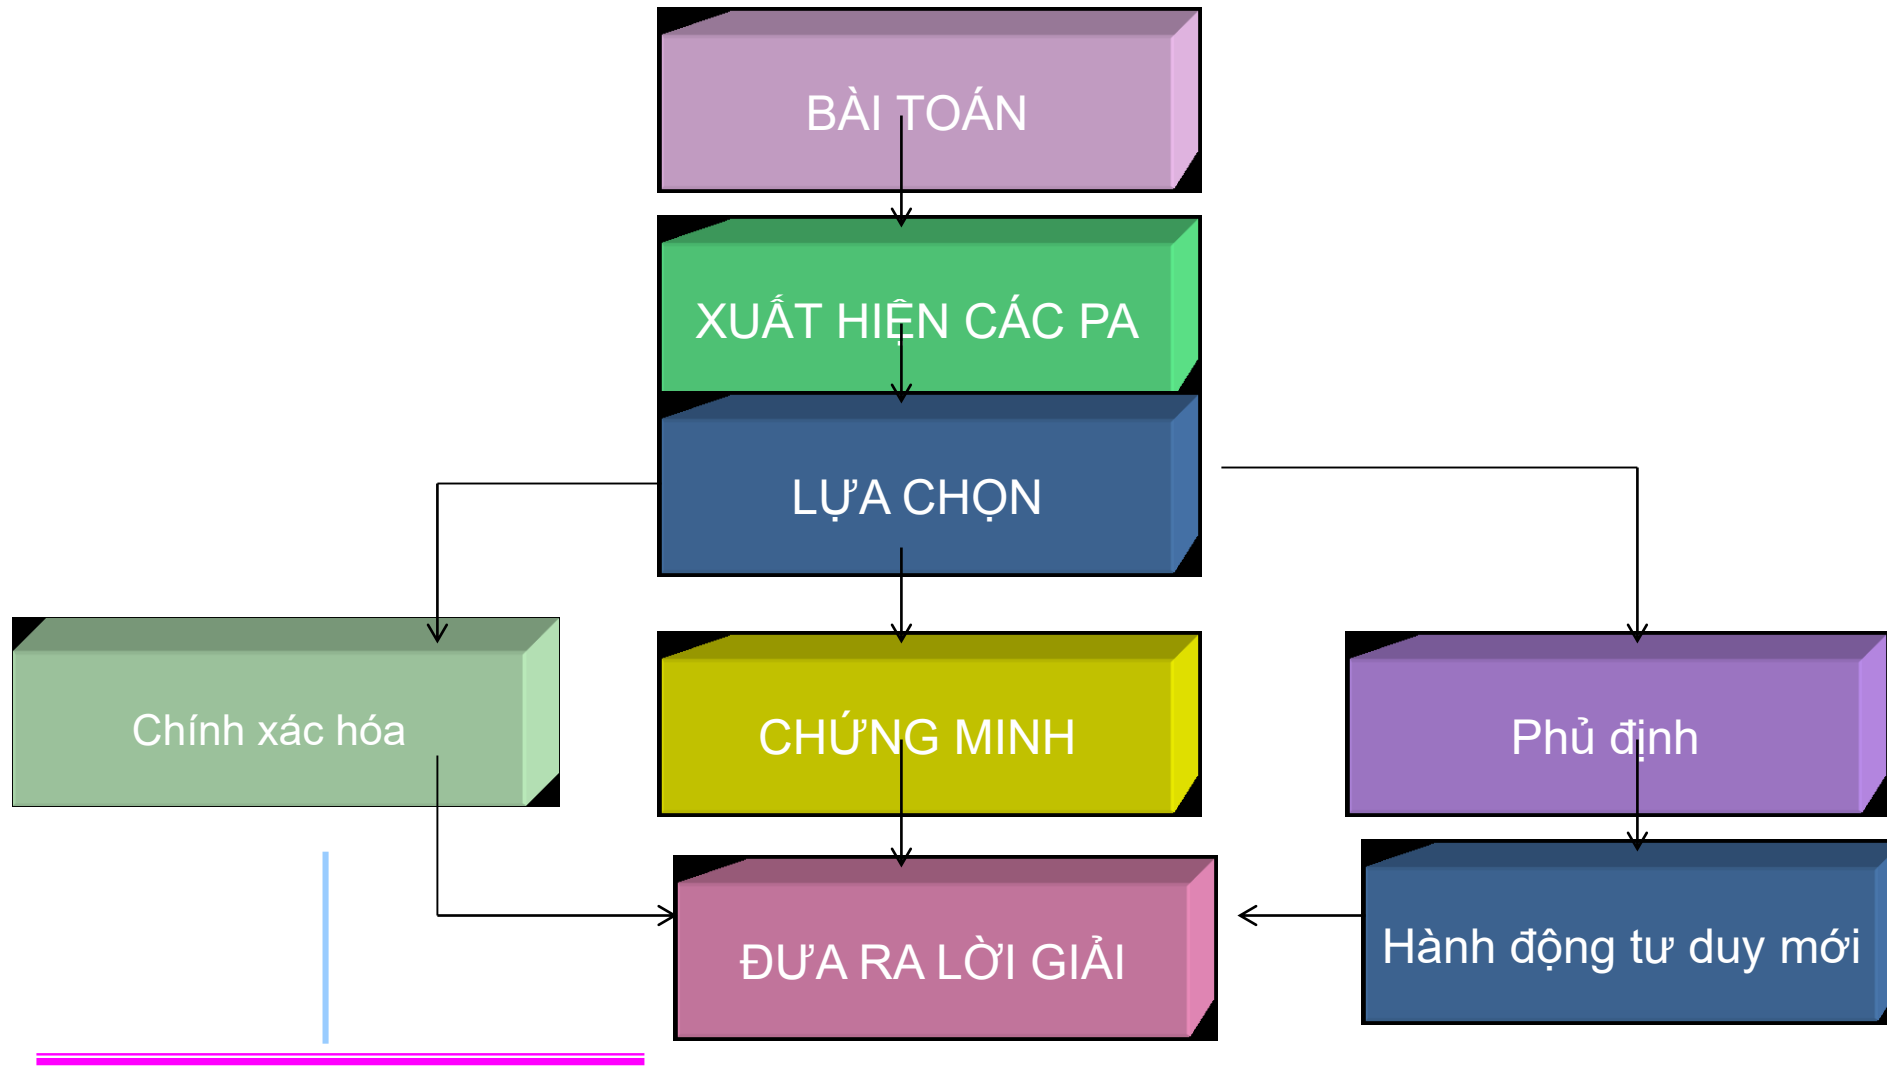 BÀI TOÁN
XUẤT HIỆN CÁC PA
LỰA CHỌN
Chính xác hóa
CHỨNG MINH
Phủ định
ĐƯA RA LỜI GIẢI
Hành động tư duy mới